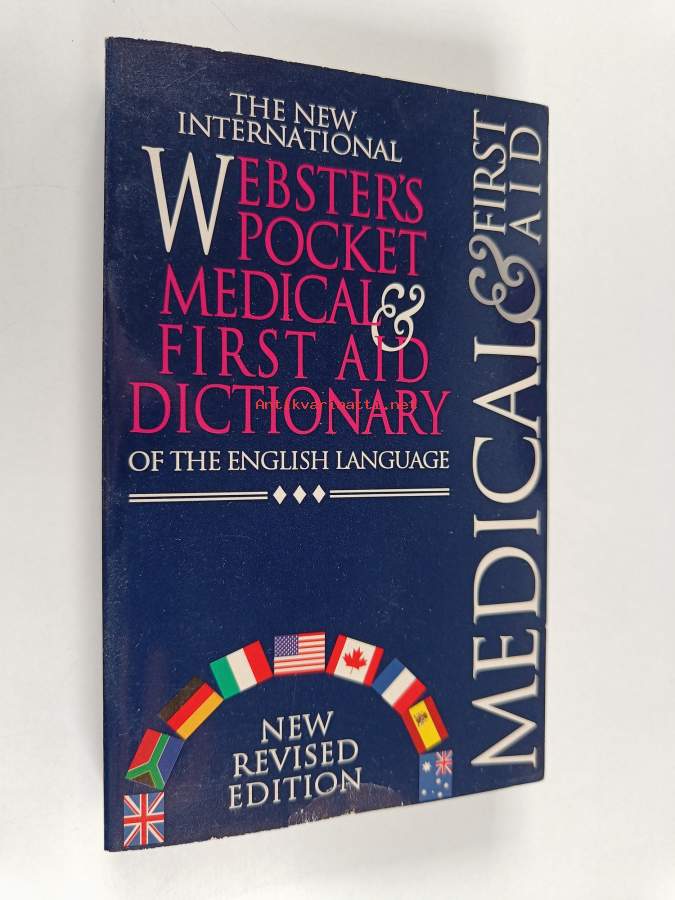 THE NEW
INTERNATIONAL
WEBSTER'S
POCKET
MEDICAL &
FIRST AID
DICTIONARY
OF THE ENGLISH LANGUAGE
NEW
REVISED
EDITION
MEDICAL & FIRST AID
Antikvariaatti.net